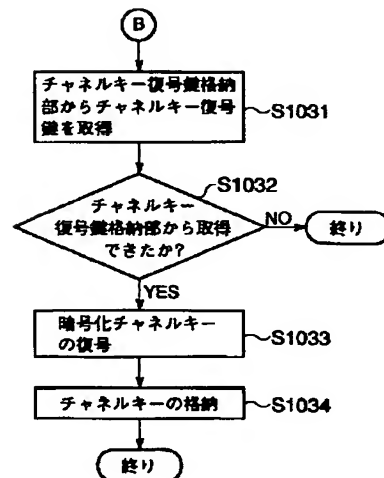 B
チャネルキー復号鍵格納
部からチャネルキー復号
鍵を取得
S1031
S1032
チャネルキー
復号鍵格納部から取得
できたか?
NO
終り
YES
暗号化チャネルキー
の復号
S1033
チャネルキーの格納
S1034
終り